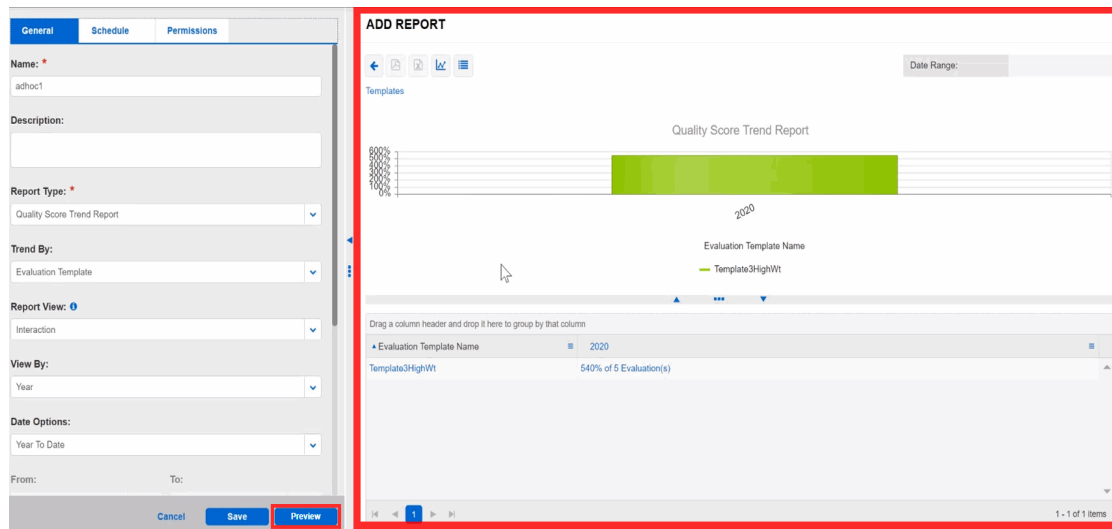 General Schedule Permissions
Name: *
adhoc1
Description:
Report Type: *
Quality Score Trend Report
Trend By:
Evaluation Template
Report View:
Interaction
View By:
Year
Date Options:
Year To Date
From: To:
Cancel Save Preview
ADD REPORT
Date Range:
Templates
Quality Score Trend Report
600%
500%
400%
300%
200%
100%
0%
2020
Evaluation Template Name
Template3HighWt
Drag a column header and drop it here to group by that column
Evaluation Template Name 2020
Template3HighWt 540% of 5 Evaluation(s)
1 1 - 1 of 1 items